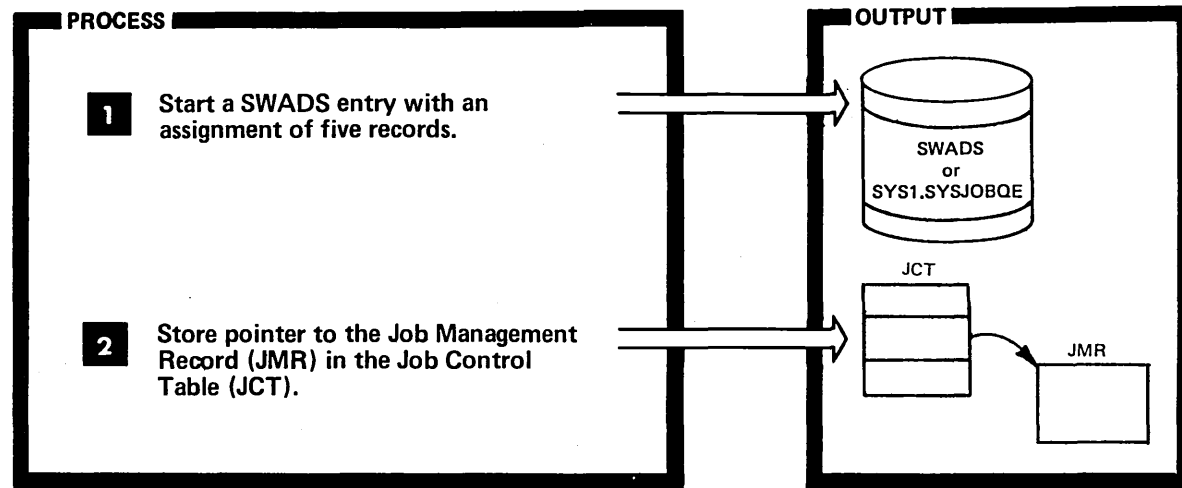 PROCESS
1 Start a SWADS entry with an
assignment of five records.
2 Store pointer to the Job Management
Record (JMR) in the Job Control
Table (JCT).
OUTPUT
SWADS
or
SYS1.SYSJOBQE
JCT
JMR